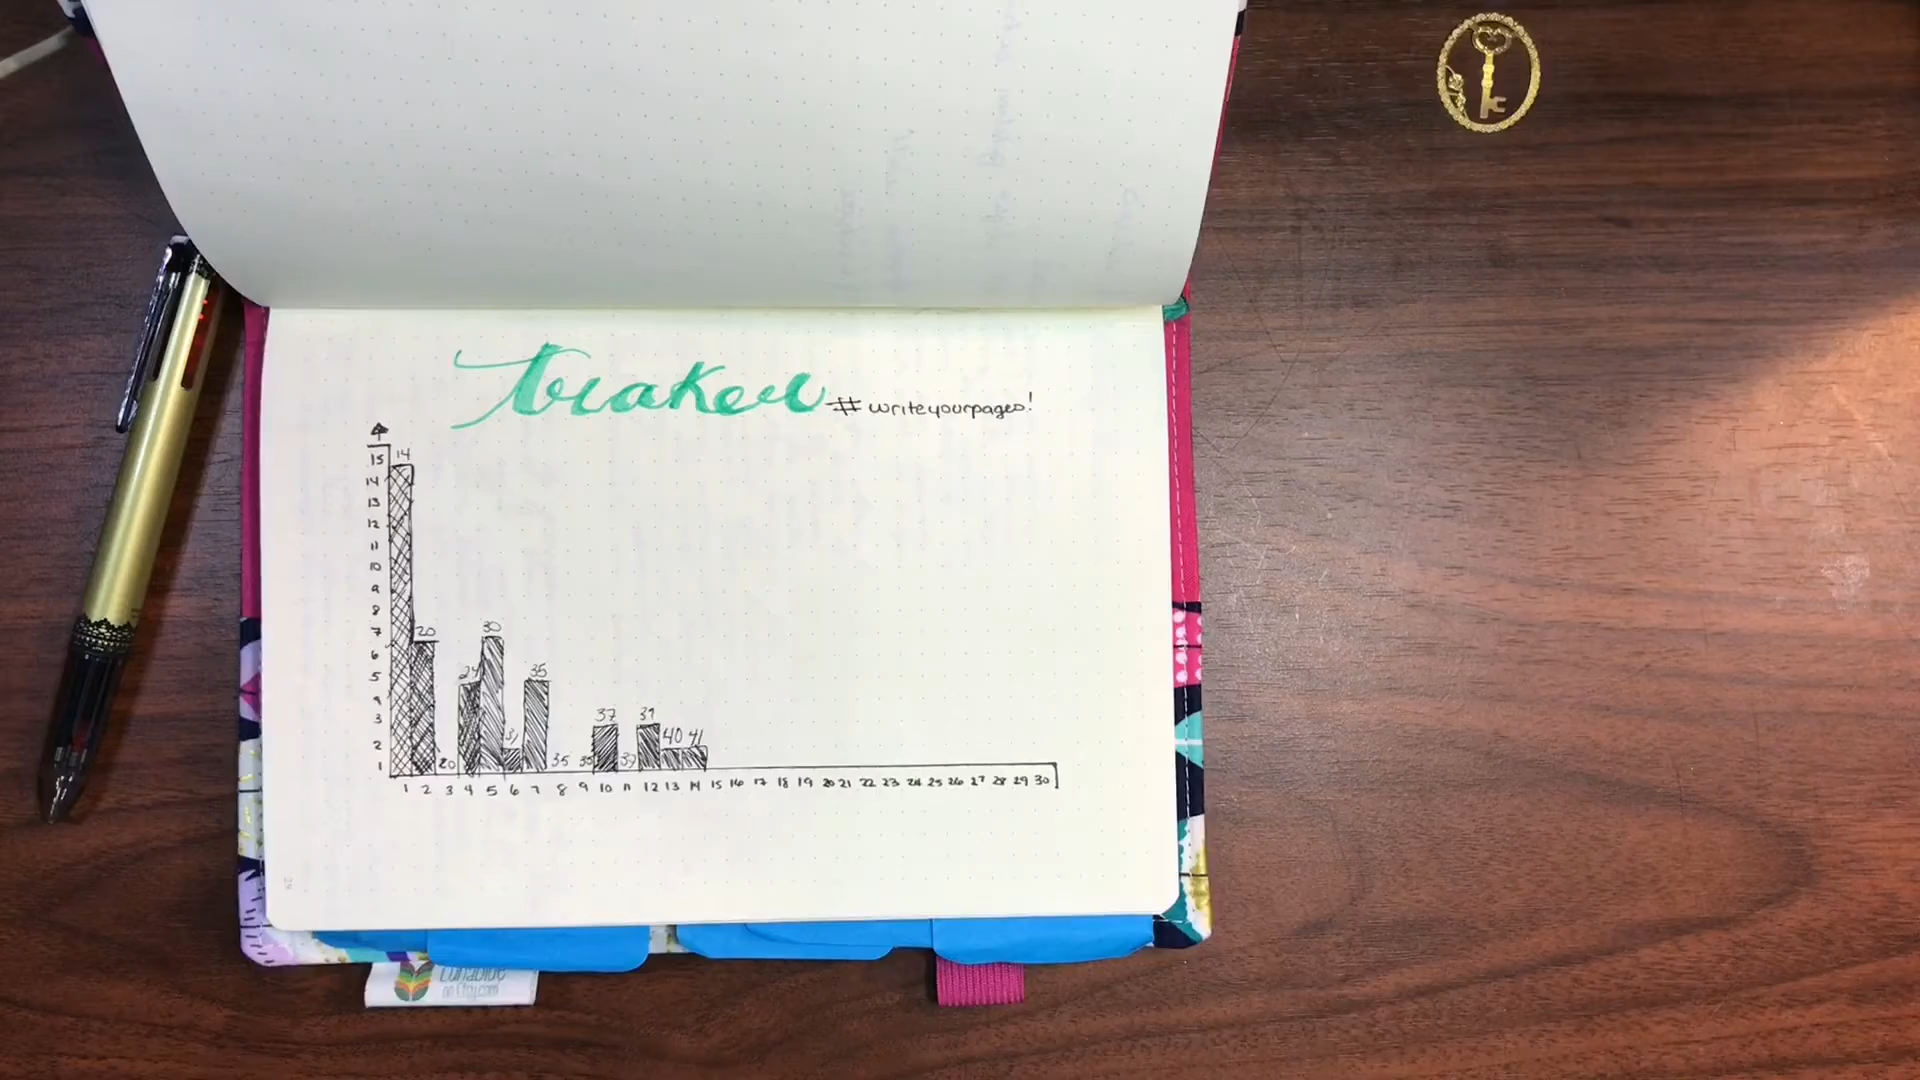 traker
#writeyourpages!
15 14
14
13
12
11
10
9
8
7 20 30
6
5 24 35
4
3 37 39
2 31 40 41
1 20 35 35 37
1 2 3 4 5 6 7 8 9 10 11 12 13 14 15 16 17 18 19 20 21 22 23 24 25 26 27 28 29 30